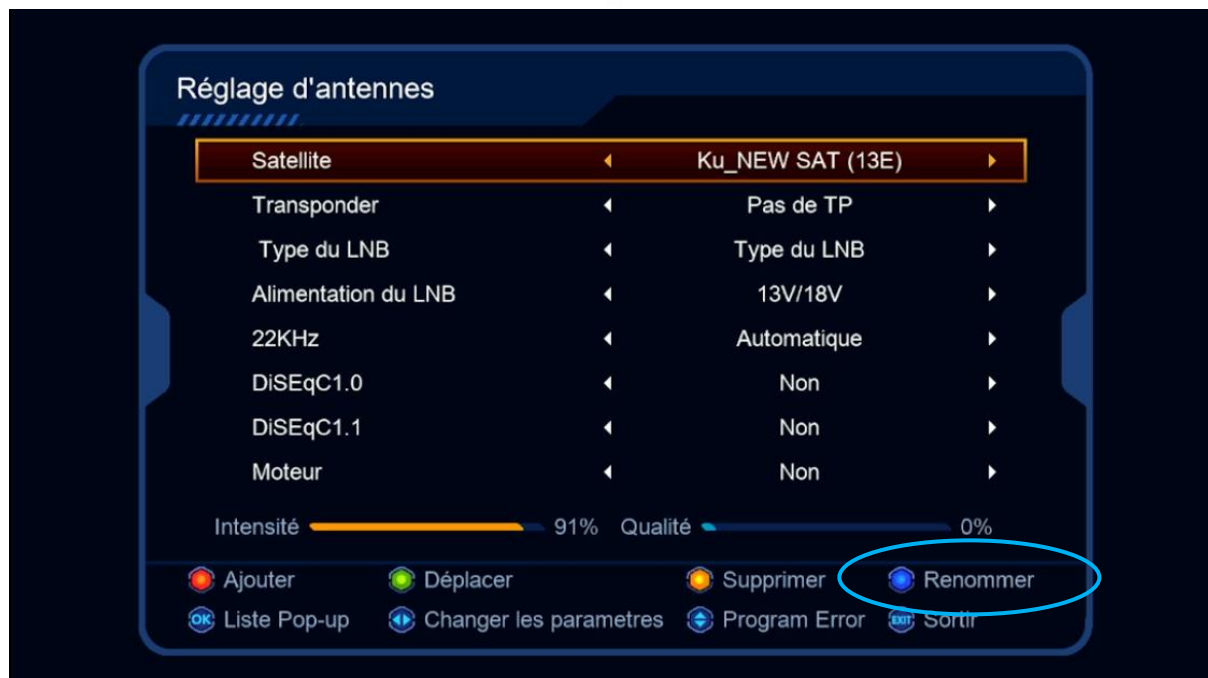 Réglage d'antennes
Satellite Ku_NEW SAT (13E)
Transponder Pas de TP
Type du LNB Type du LNB
Alimentation du LNB 13V/18V
22KHz Automatique
DiSEqC1.0 Non
DiSEqC1.1 Non
Moteur Non
Intensité 91% Qualité 0%
Ajouter Déplacer Supprimer Renommer
OK Liste Pop-up Changer les parametres Program Error EXIT Sortir